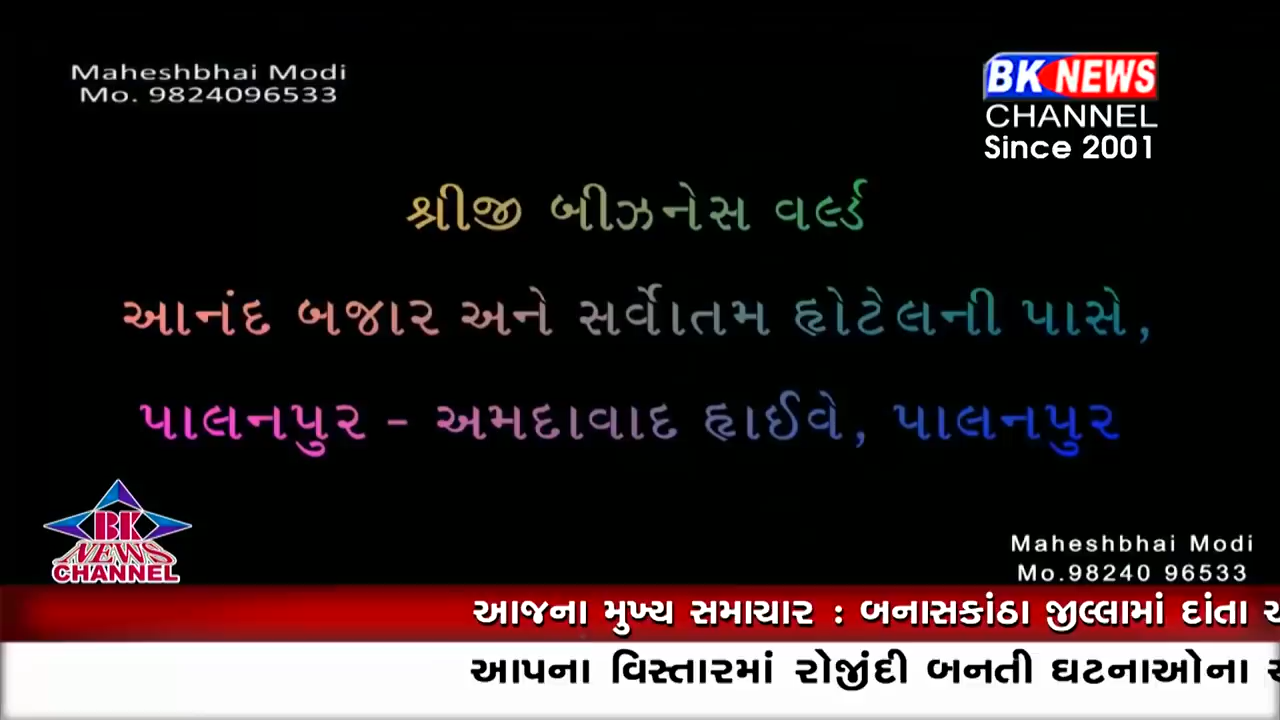 Maheshbhai Modi
Mo. 9824096533
BK NEWS
CHANNEL
Since 2001
શ્રીજી બીઝનેસ વર્લ્ડ
આનંદ બજાર અને સર્વોતમ હોટેલની પાસે,
પાલનપુર - અમદાવાદ હાઈવે, પાલનપુર
BK
NEWS
CHANNEL
Maheshbhai Modi
Mo.98240 96533
આજના મુખ્ય સમાચાર : બનાસકાંઠા જીલ્લામાં દાંતા
આપના વિસ્તારમાં રોજીંદી બનતી ઘટનાઓના